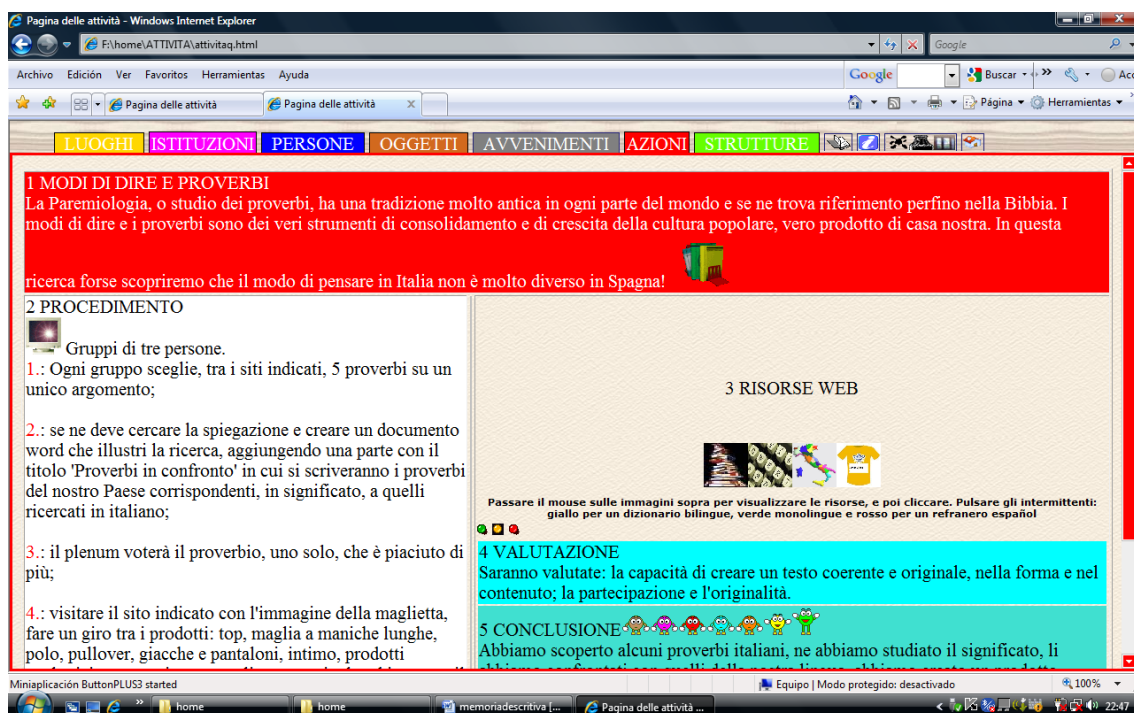 Pagina delle attività - Windows Internet Explorer
F:\home\ATTIVITA\attivitaq.html
Google
Archivo Edición Ver Favoritos Herramientas Ayuda
Google Buscar
Pagina delle attività Pagina delle attività Página Herramientas
LUOGHI ISTITUZIONI PERSONE OGGETTI AVVENIMENTI AZIONI STRUTTURE
1 MODI DI DIRE E PROVERBI
La Paremiologia, o studio dei proverbi, ha una tradizione molto antica in ogni parte del mondo e se ne trova riferimento perfino nella Bibbia. I
modi di dire e i proverbi sono dei veri strumenti di consolidamento e di crescita della cultura popolare, vero prodotto di casa nostra. In questa
ricerca forse scopriremo che il modo di pensare in Italia non è molto diverso in Spagna!
2 PROCEDIMENTO
Gruppi di tre persone.
1.: Ogni gruppo sceglie, tra i siti indicati, 5 proverbi su un
unico argomento;
2.: se ne deve cercare la spiegazione e creare un documento
word che illustri la ricerca, aggiungendo una parte con il
titolo 'Proverbi in confronto' in cui si scriveranno i proverbi
del nostro Paese corrispondenti, in significato, a quelli
ricercati in italiano;
3.: il plenum voterà il proverbio, uno solo, che è piaciuto di
più;
4.: visitare il sito indicato con l'immagine della maglietta,
fare un giro tra i prodotti: top, maglia a maniche lunghe,
polo, pullover, giacche e pantaloni, intimo, prodotti
3 RISORSE WEB
Passare il mouse sulle immagini sopra per visualizzare le risorse, e poi cliccare. Pulsare gli intermittenti:
giallo per un dizionario bilingue, verde monolingue e rosso per un refranero español
4 VALUTAZIONE
Saranno valutate: la capacità di creare un testo coerente e originale, nella forma e nel
contenuto; la partecipazione e l'originalità.
5 CONCLUSIONE
Abbiamo scoperto alcuni proverbi italiani, ne abbiamo studiato il significato, li
Miniaplicación ButtonPLUS3 started
Equipo | Modo protegido: desactivado
100%
home home memoriadescritiva [... Pagina delle attività ...
22:47